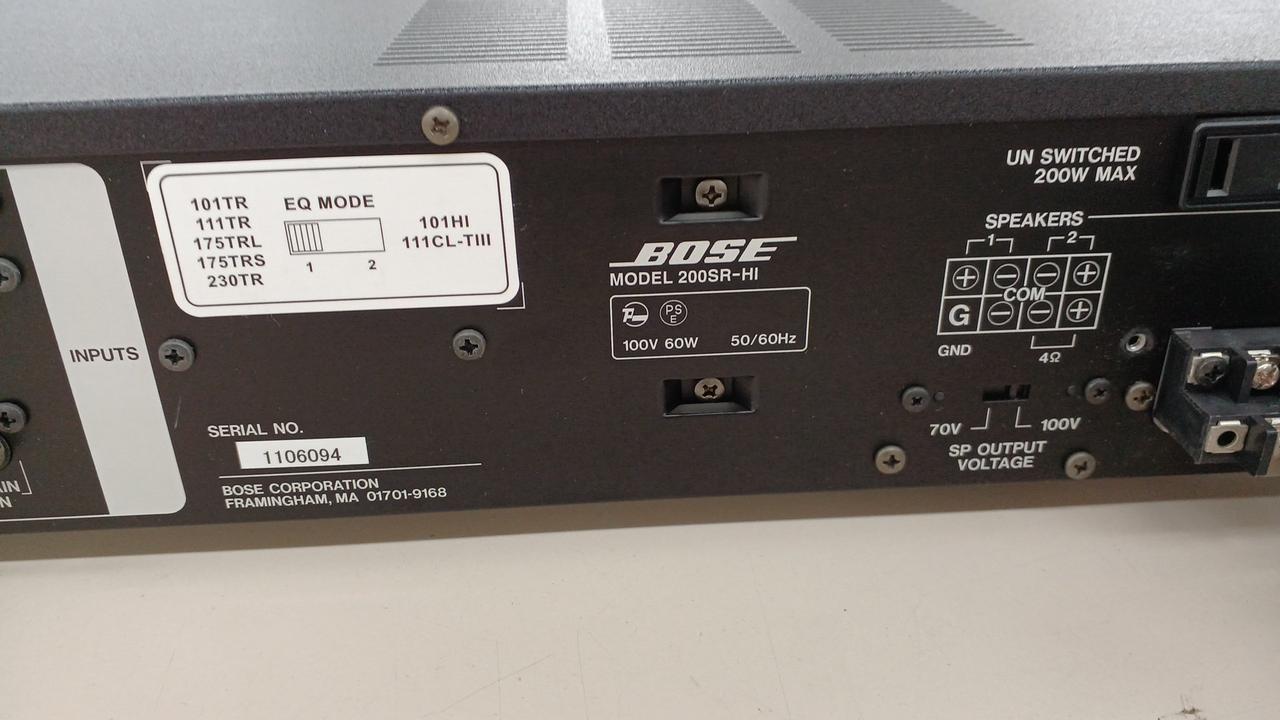 101TR
111TR
175TRL
175TRS
230TR
EQ MODE
1 2
101HI
111CL-TIII
INPUTS
SERIAL NO.
1106094
BOSE CORPORATION
FRAMINGHAM, MA 01701-9168
BOSE
MODEL 200SR-HI
PS
E
100V 60W 50/60Hz
UN SWITCHED
200W MAX
SPEAKERS
1 2
COM
G
GND
4Ω
70V 100V
SP OUTPUT
VOLTAGE